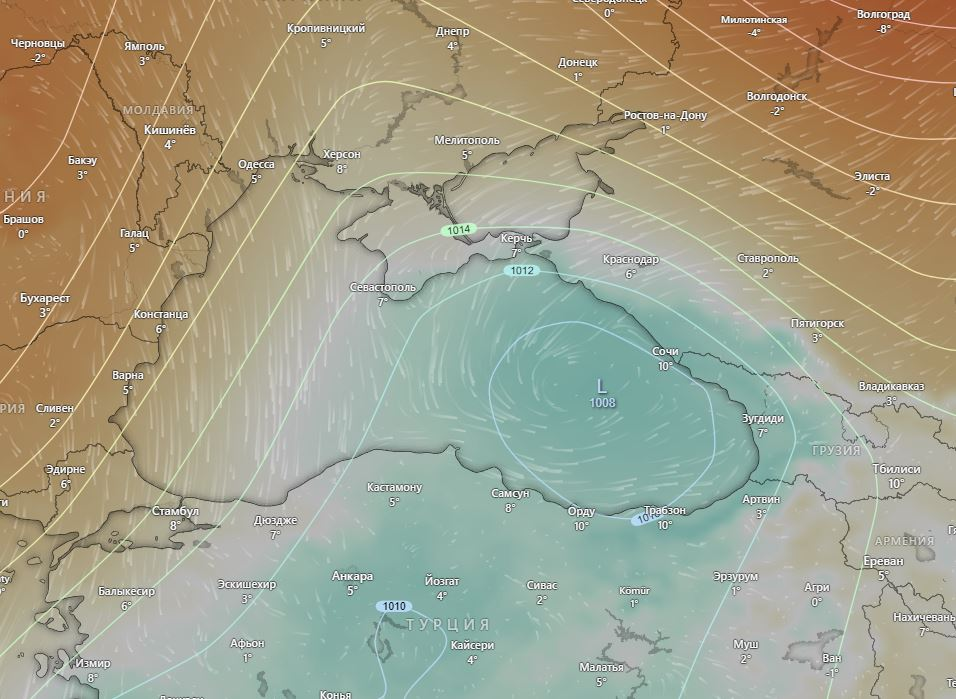 0°
Милютинская
-4°
Волгоград
-8°
Черновцы
-2°
Ямполь
3°
Кропивницкий
5°
Днепр
4°
Донецк
1°
Волгодонск
-2°
МОЛДАВИЯ
Кишинёв
4°
Ростов-на-Дону
1°
Бакэу
3°
Одесса
5°
Херсон
8°
Мелитополь
5°
Элиста
-2°
НИЯ
Брашов
0°
Галац
5°
1014
Керчь
7°
1012
Краснодар
6°
Ставрополь
2°
Бухарест
3°
Констанца
6°
Севастополь
7°
Пятигорск
3°
Сочи
10°
Варна
5°
L
1008
Владикавказ
3°
РИЯ
Сливен
2°
Зугдиди
7°
ГРУЗИЯ
Эдирне
6°
Тбилиси
10°
Кастамону
5°
Самсун
8°
Орду
10°
Трабзон
10°
Артвин
3°
Стамбул
8°
Дюздже
7°
АРМЕНИЯ
Ереван
5°
Балыкесир
6°
Эскишехир
3°
Анкара
5°
Йозгат
4°
Сивас
2°
Kömür
1°
Эрзурум
1°
Агри
0°
1010
ТУРЦИЯ
Нахичевань
7°
Афьон
1°
Кайсери
4°
Муш
2°
Ван
-1°
Измир
8°
Малатья
5°
Конья